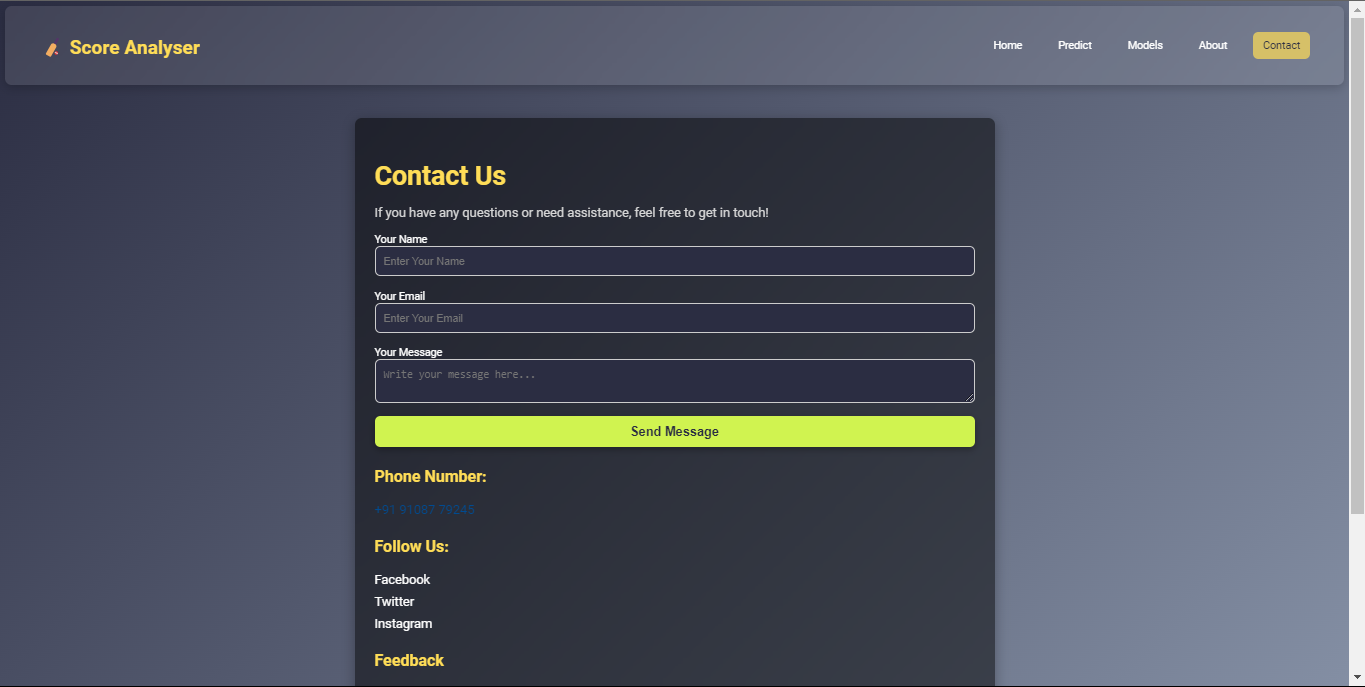 Score Analyser
Home Predict Models About Contact
Contact Us
If you have any questions or need assistance, feel free to get in touch!
Your Name
Enter Your Name
Your Email
Enter Your Email
Your Message
Write your message here...
Send Message
Phone Number:
+91 91087 79245
Follow Us:
Facebook
Twitter
Instagram
Feedback